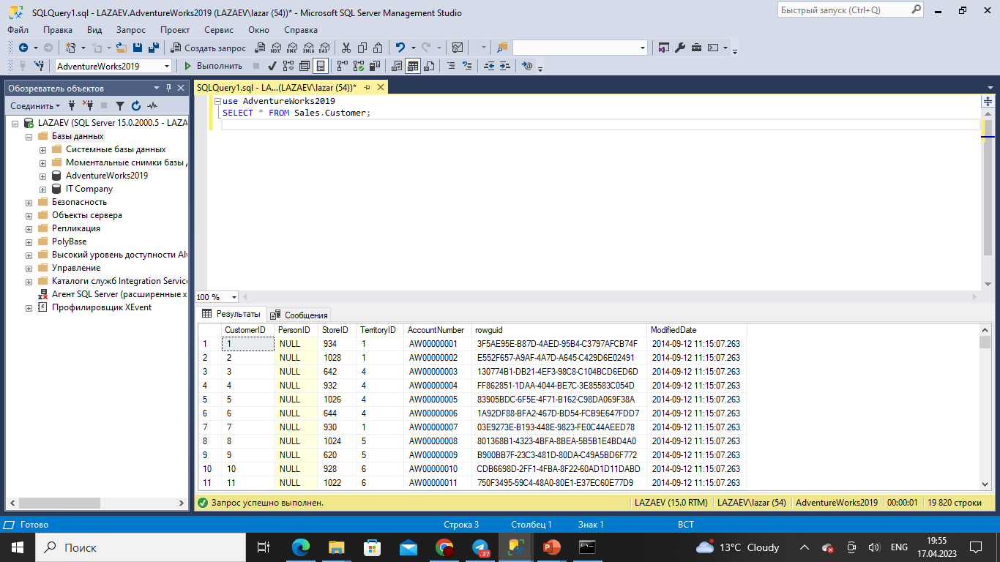 SQLQuery1.sql - LAZAEV.AdventureWorks2019 (LAZAEV\lazar (54))* - Microsoft SQL Server Management Studio
Быстрый запуск (Ctrl+Q)
Файл Правка Вид Запрос Проект Сервис Окно Справка
Создать запрос MDX DMX XMLA DAX
AdventureWorks2019 Выполнить
Обозреватель объектов
Соединить
LAZAEV (SQL Server 15.0.2000.5 - LAZA
Базы данных
Системные базы данных
Моментальные снимки базы д
AdventureWorks2019
IT Company
Безопасность
Объекты сервера
Репликация
PolyBase
Высокий уровень доступности Al
Управление
Каталоги служб Integration Service
Агент SQL Server (расширенные х
Профилировщик XEvent
SQLQuery1.sql - LA...(LAZAEV\lazar (54))*
use AdventureWorks2019
SELECT * FROM Sales.Customer;
100 %
Результаты Сообщения
CustomerID PersonID StoreID TerritoryID AccountNumber rowguid ModifiedDate
1 1 NULL 934 1 AW00000001 3F5AE95E-B87D-4AED-95B4-C3797AFCB74F 2014-09-12 11:15:07.263
2 2 NULL 1028 1 AW00000002 E552F657-A9AF-4A7D-A645-C429D6E02491 2014-09-12 11:15:07.263
3 3 NULL 642 4 AW00000003 130774B1-DB21-4EF3-98C8-C104BCD6ED6D 2014-09-12 11:15:07.263
4 4 NULL 932 4 AW00000004 FF862851-1DAA-4044-BE7C-3E85583C054D 2014-09-12 11:15:07.263
5 5 NULL 1026 4 AW00000005 83905BDC-6F5E-4F71-B162-C98DA069F38A 2014-09-12 11:15:07.263
6 6 NULL 644 4 AW00000006 1A92DF88-BFA2-467D-BD54-FCB9E647FDD7 2014-09-12 11:15:07.263
7 7 NULL 930 1 AW00000007 03E9273E-B193-448E-9823-FE0C44AEED78 2014-09-12 11:15:07.263
8 8 NULL 1024 5 AW00000008 801368B1-4323-4BFA-8BEA-5B5B1E4BD4A0 2014-09-12 11:15:07.263
9 9 NULL 620 5 AW00000009 B900BB7F-23C3-481D-80DA-C49A5BD6F772 2014-09-12 11:15:07.263
10 10 NULL 928 6 AW00000010 CDB6698D-2FF1-4FBA-8F22-60AD1D11DABD 2014-09-12 11:15:07.263
11 11 NULL 1022 6 AW00000011 750F3495-59C4-48A0-80E1-E37EC60E77D9 2014-09-12 11:15:07.263
Запрос успешно выполнен. LAZAEV (15.0 RTM) LAZAEV\lazar (54) AdventureWorks2019 00:00:01 19 820 строки
Готово Строка 3 Столбец 1 Знак 1 ВСТ
Поиск
37
13°C Cloudy
ENG
19:55
17.04.2023